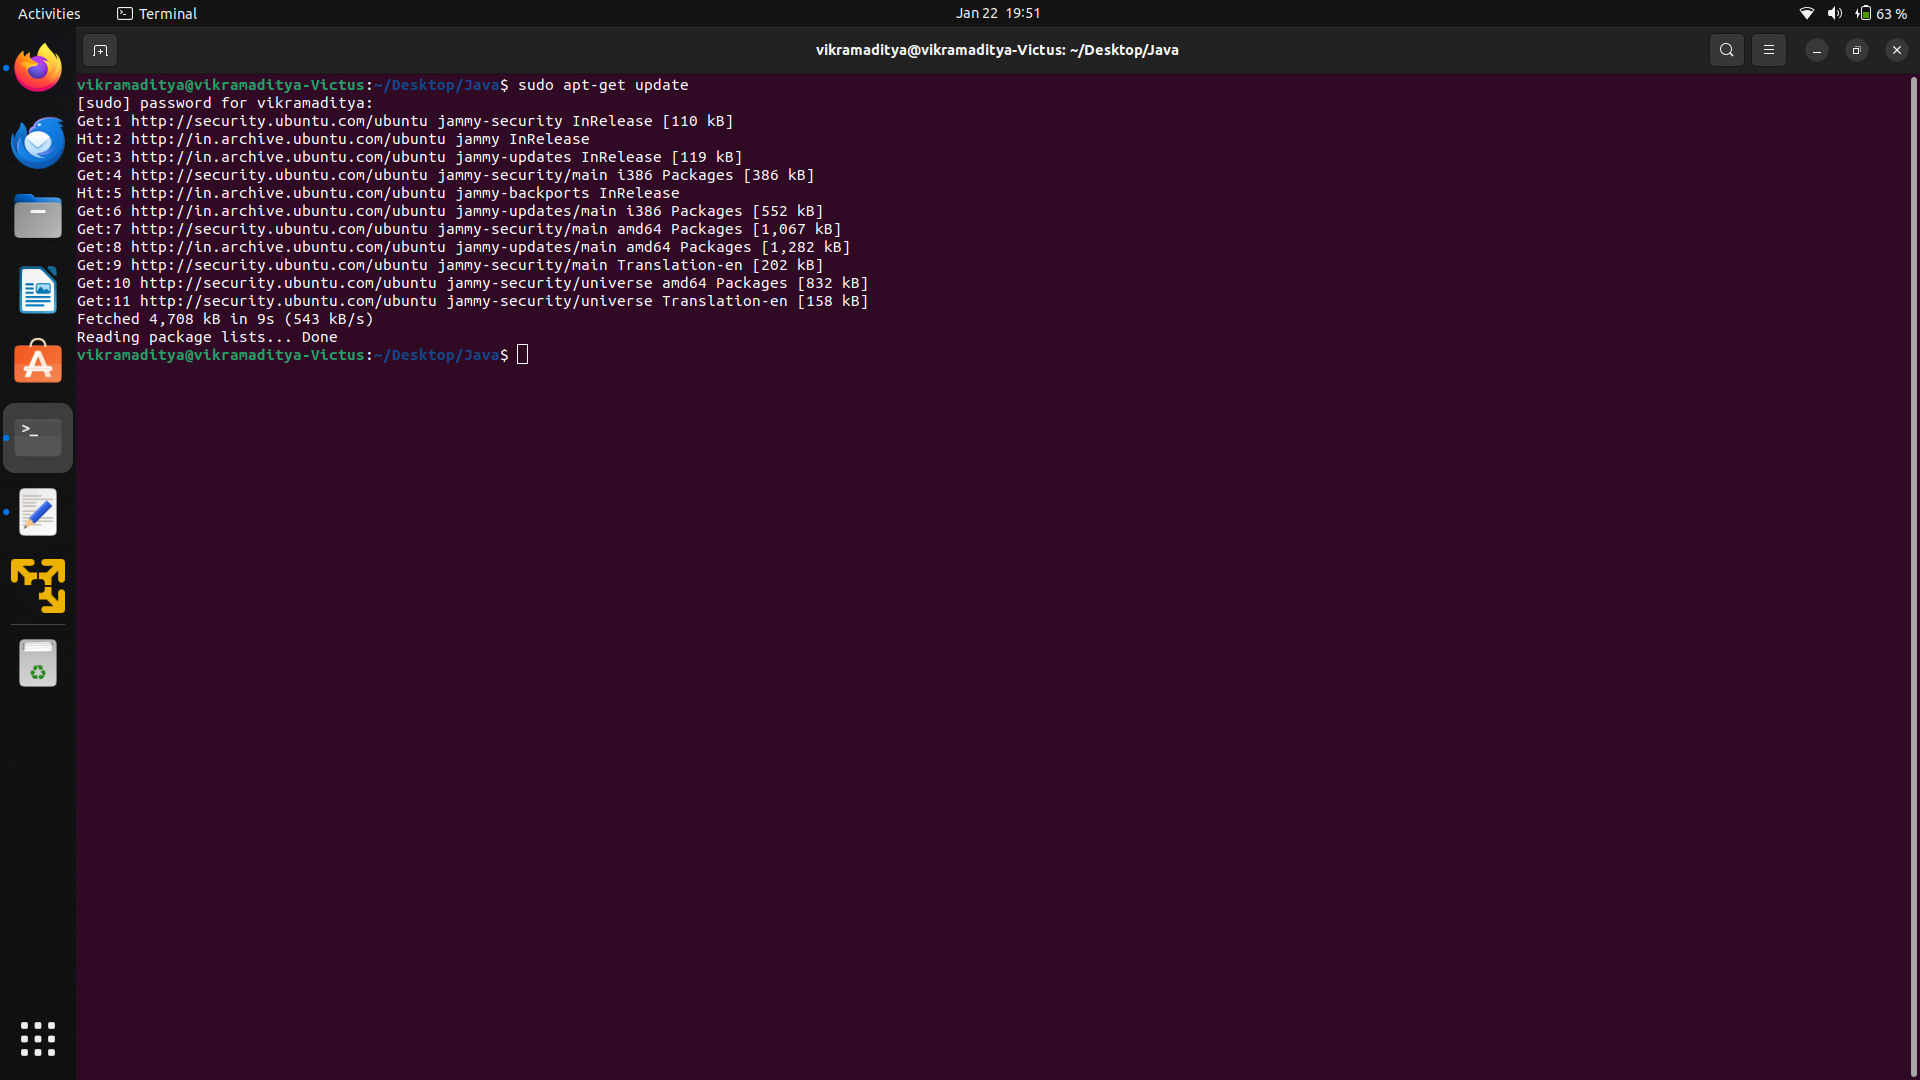 Activities Terminal Jan 22 19:51 63 %
vikramaditya@vikramaditya-Victus: ~/Desktop/Java
vikramaditya@vikramaditya-Victus:~/Desktop/Java$ sudo apt-get update
[sudo] password for vikramaditya:
Get:1 http://security.ubuntu.com/ubuntu jammy-security InRelease [110 kB]
Hit:2 http://in.archive.ubuntu.com/ubuntu jammy InRelease
Get:3 http://in.archive.ubuntu.com/ubuntu jammy-updates InRelease [119 kB]
Get:4 http://security.ubuntu.com/ubuntu jammy-security/main i386 Packages [386 kB]
Hit:5 http://in.archive.ubuntu.com/ubuntu jammy-backports InRelease
Get:6 http://in.archive.ubuntu.com/ubuntu jammy-updates/main i386 Packages [552 kB]
Get:7 http://security.ubuntu.com/ubuntu jammy-security/main amd64 Packages [1,067 kB]
Get:8 http://in.archive.ubuntu.com/ubuntu jammy-updates/main amd64 Packages [1,282 kB]
Get:9 http://security.ubuntu.com/ubuntu jammy-security/main Translation-en [202 kB]
Get:10 http://security.ubuntu.com/ubuntu jammy-security/universe amd64 Packages [832 kB]
Get:11 http://security.ubuntu.com/ubuntu jammy-security/universe Translation-en [158 kB]
Fetched 4,708 kB in 9s (543 kB/s)
Reading package lists... Done
vikramaditya@vikramaditya-Victus:~/Desktop/Java$